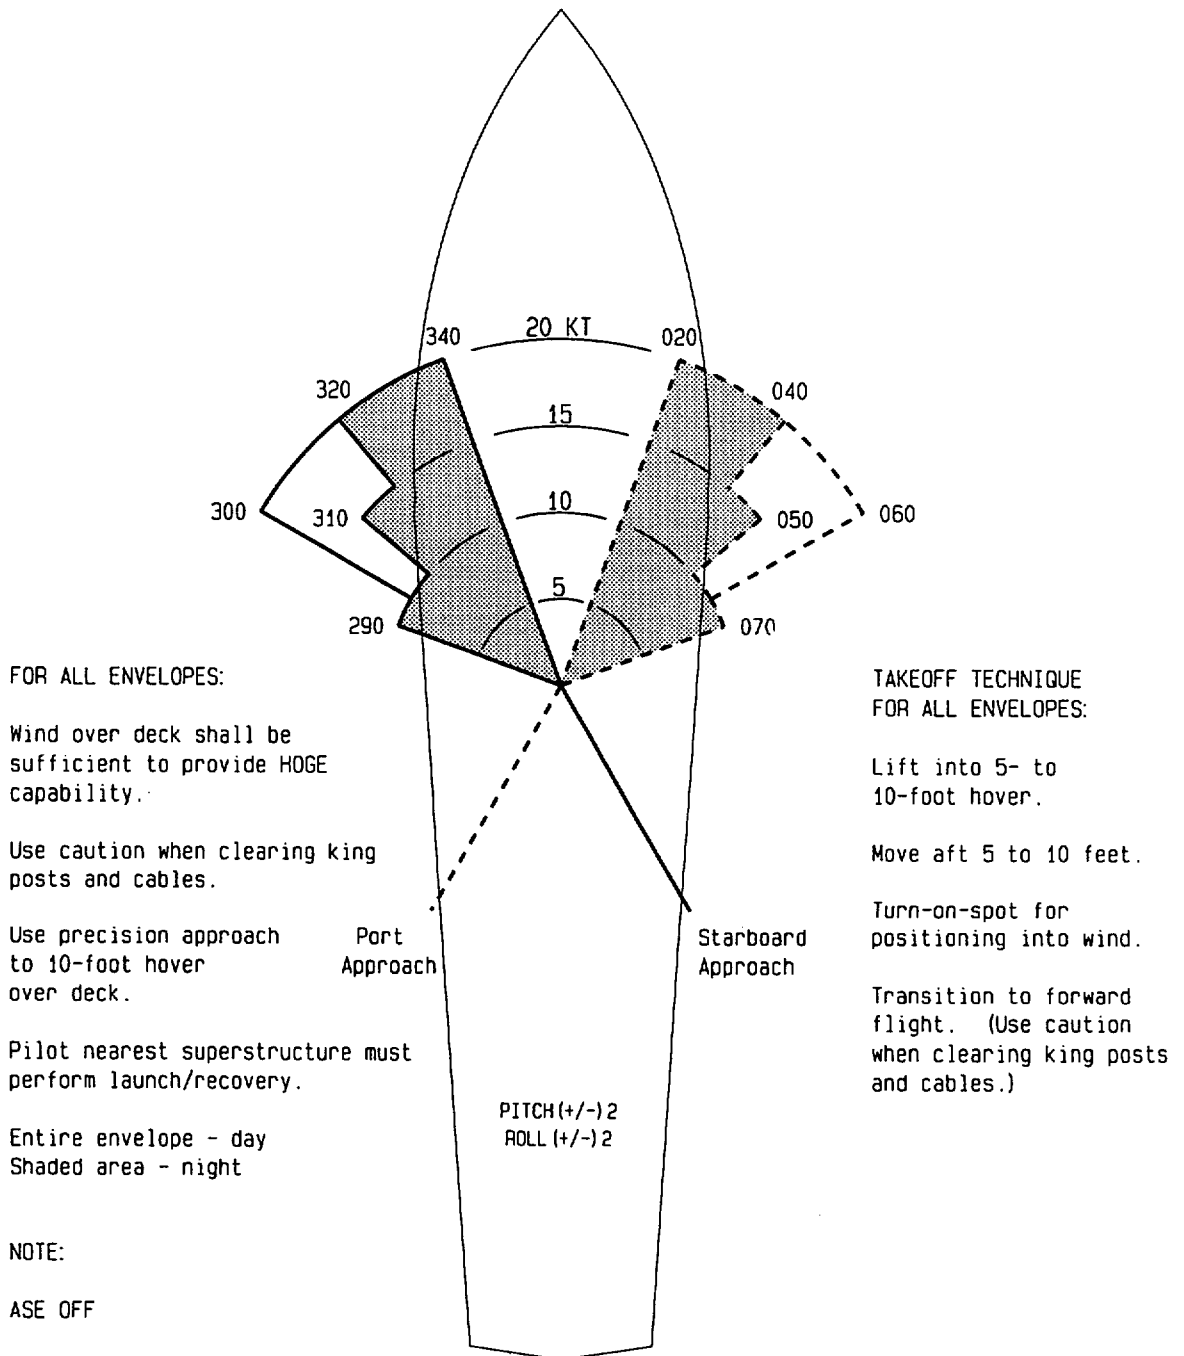 340
20 KT
020
320
15
040
300
310
10
050
060
290
5
070
FOR ALL ENVELOPES:
Wind over deck shall be
sufficient to provide HOGE
capability.
Use caution when clearing king
posts and cables.
Use precision approach
to 10-foot hover
over deck.
Pilot nearest superstructure must
perform launch/recovery.
Entire envelope - day
Shaded area - night
NOTE:
ASE OFF
Port
Approach
Starboard
Approach
PITCH (+/-) 2
ROLL (+/-) 2
TAKEOFF TECHNIQUE
FOR ALL ENVELOPES:
Lift into 5- to
10-foot hover.
Move aft 5 to 10 feet.
Turn-on-spot for
positioning into wind.
Transition to forward
flight. (Use caution
when clearing king posts
and cables.)